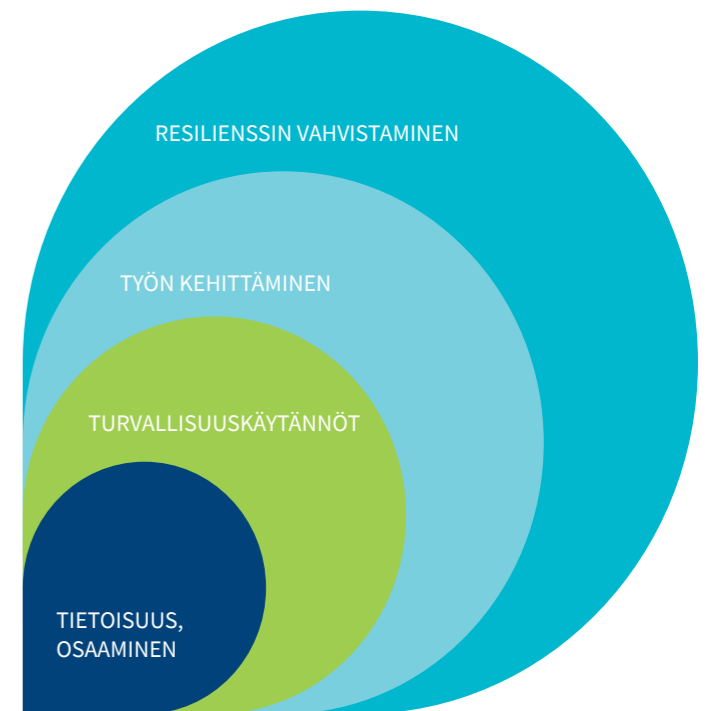 RESILIENSSIN VAHVISTAMINEN
TYÖN KEHITTÄMINEN
TURVALLISUUSKÄYTÄNNÖT
TIETOISUUS,
OSAAMINEN